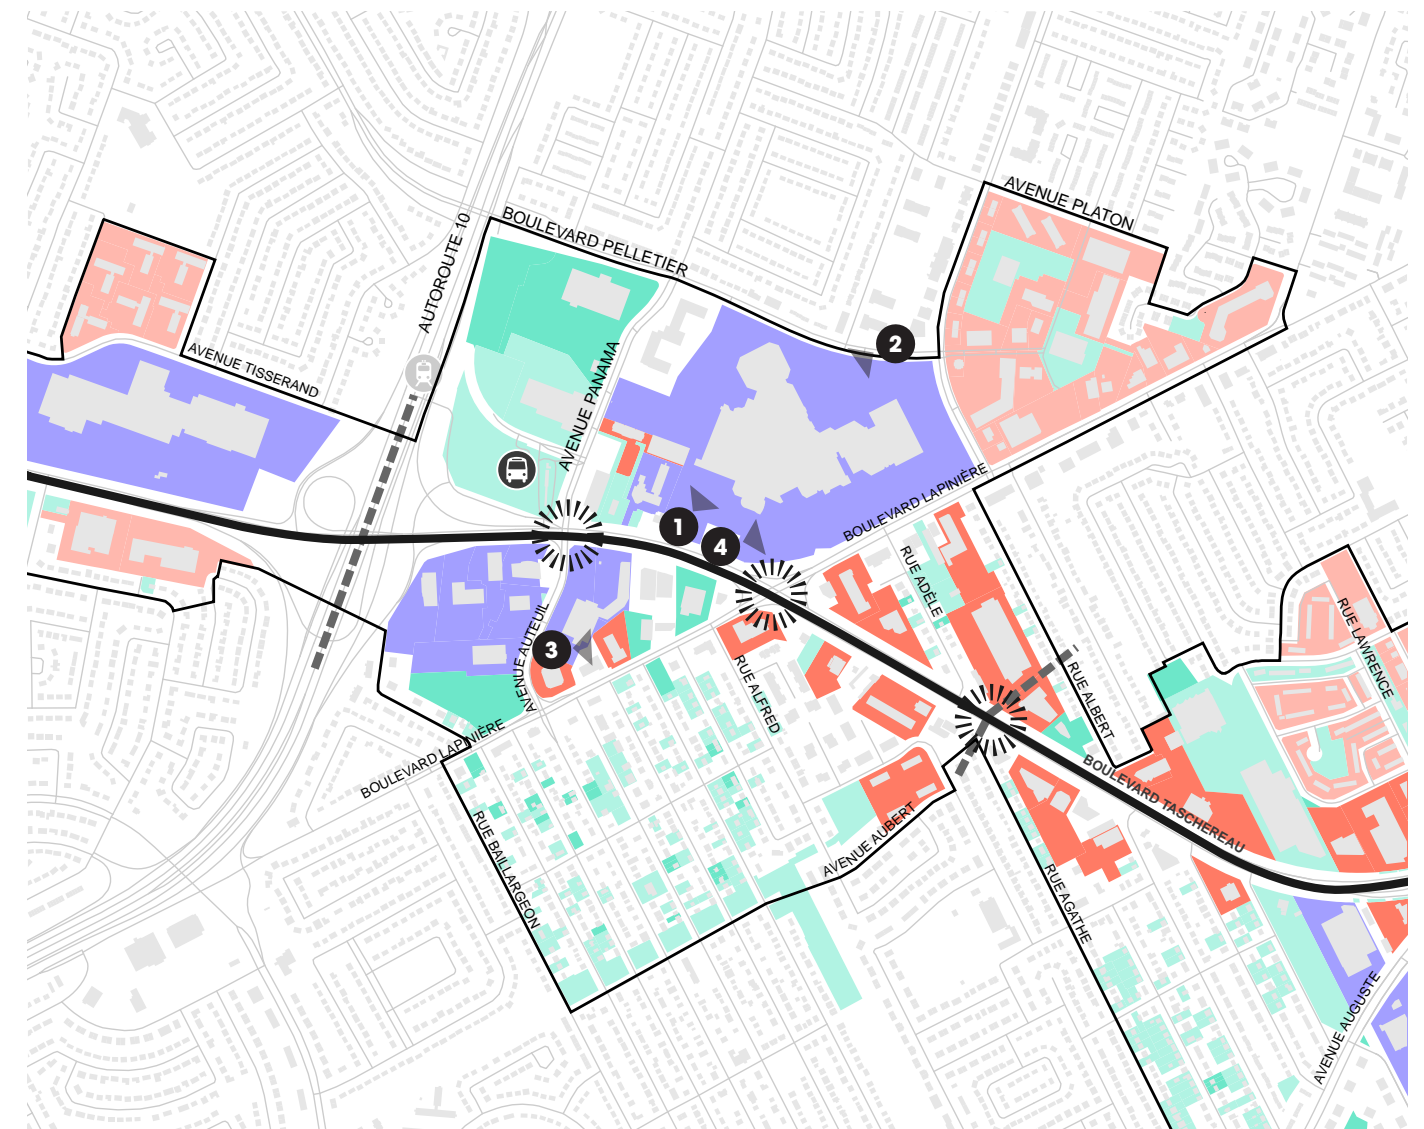 AVENUE PLATON
BOULEVARD PELLETIER
AUTOROUTE 10
2
AVENUE TISSERAND
AVENUE PANAMA
BOULEVARD LAPINIÈRE
1
4
RUE ADÈLE
AVENUE AUTEUIL
3
RUE LAWRENCE
RUE ALFRED
RUE ALBERT
BOULEVARD LAPINIÈRE
BOULEVARD TASCHEREAU
RUE BAILLARGEON
AVENUE AUBERT
RUE AGATHE
AVENUE AUGUSTE